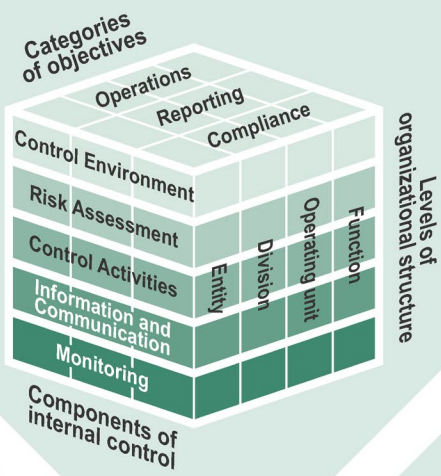 Categories
of objectives
Operations
Reporting
Compliance
Control Environment
Risk Assessment
Control Activities
Information and
Communication
Monitoring
Entity
Division
Operating unit
Function
Levels of
organizational structure
Components of
internal control